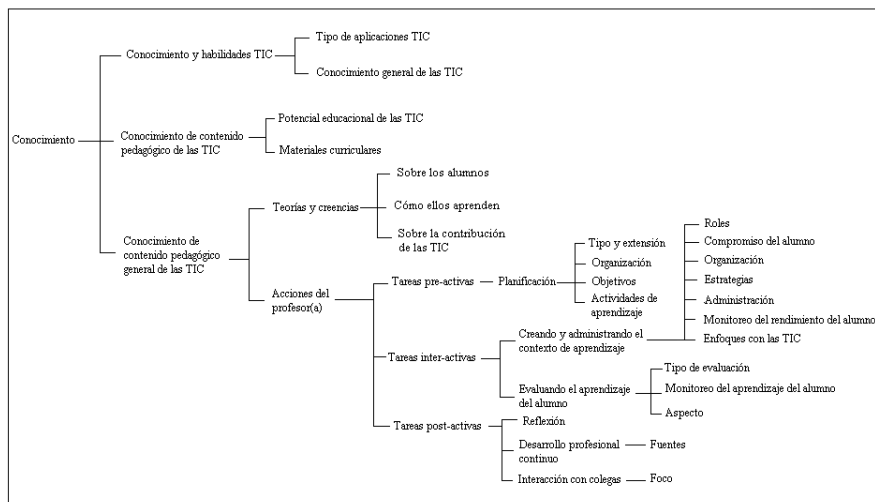 Conocimiento
Conocimiento y habilidades TIC
Tipo de aplicaciones TIC
Conocimiento general de las TIC
Conocimiento de contenido
pedagógico de las TIC
Potencial educacional de las TIC
Materiales curriculares
Conocimiento de
contenido pedagógico
general de las TIC
Teorías y creencias
Sobre los alumnos
Cómo ellos aprenden
Sobre la contribución
de las TIC
Acciones del
profesor(a)
Tareas pre-activas
Planificación
Tipo y extensión
Organización
Objetivos
Actividades de
aprendizaje
Tareas inter-activas
Creando y administrando el
contexto de aprendizaje
Roles
Compromiso del alumno
Organización
Estrategias
Administración
Monitoreo del rendimiento del alumno
Enfoques con las TIC
Evaluando el aprendizaje
del alumno
Tipo de evaluación
Monitoreo del aprendizaje del alumno
Aspecto
Tareas post-activas
Reflexión
Desarrollo profesional
continuo
Fuentes
Interacción con colegas
Foco